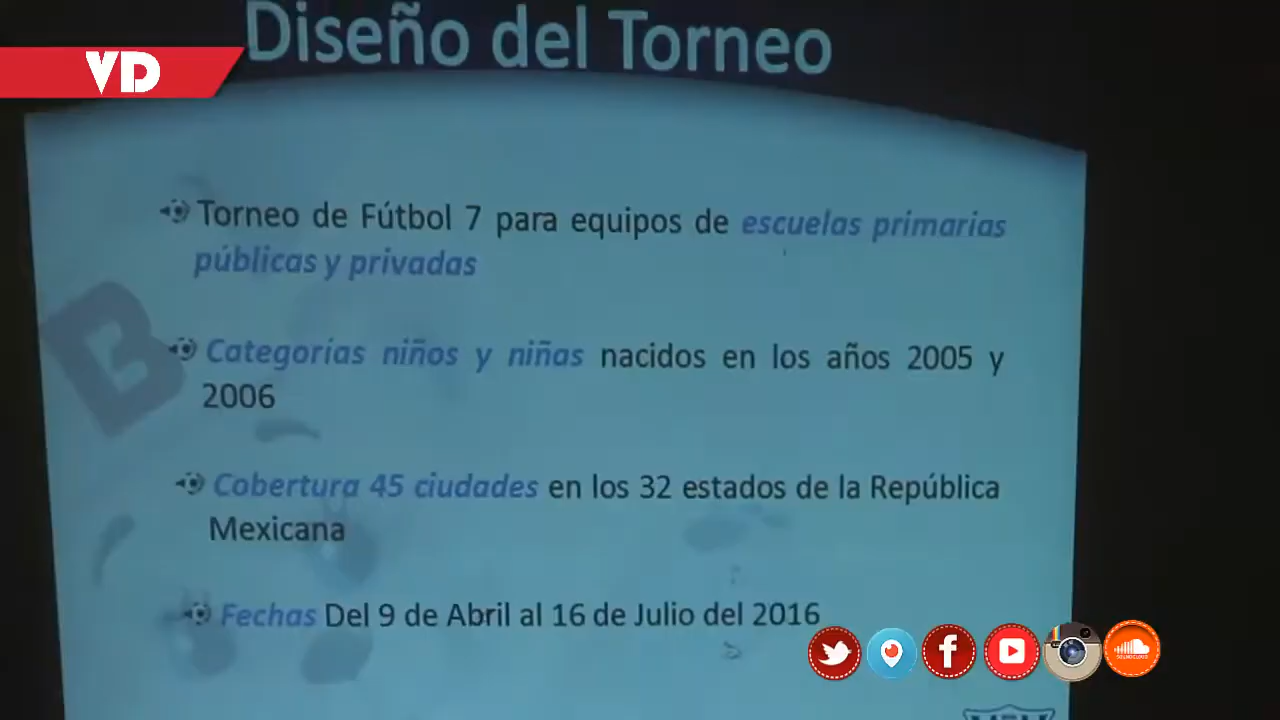 Diseño del Torneo
VD
Torneo de Fútbol 7 para equipos de escuelas primarias
públicas y privadas
B
Categorías niños y niñas nacidos en los años 2005 y
2006
Cobertura 45 ciudades en los 32 estados de la República
Mexicana
Fechas Del 9 de Abril al 16 de Julio del 2016